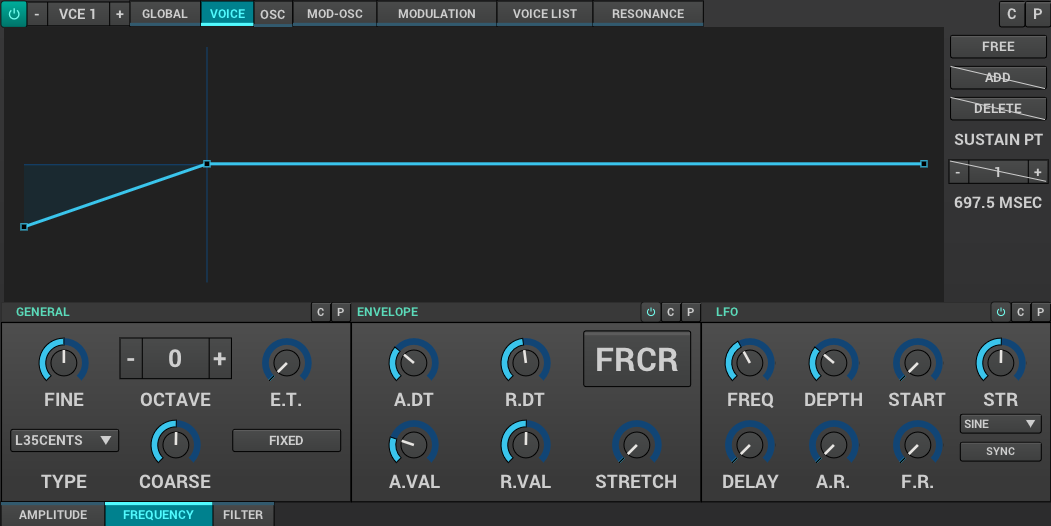 - VCE 1 + GLOBAL VOICE OSC MOD-OSC MODULATION VOICE LIST RESONANCE C P
FREE
ADD
DELETE
SUSTAIN PT
- 1 +
697.5 MSEC
GENERAL C P ENVELOPE C P LFO C P
- 0 + FRCR
FINE OCTAVE E.T. A.DT R.DT FREQ DEPTH START STR
SINE
L35CENTS FIXED SYNC
TYPE COARSE A.VAL R.VAL STRETCH DELAY A.R. F.R.
AMPLITUDE FREQUENCY FILTER